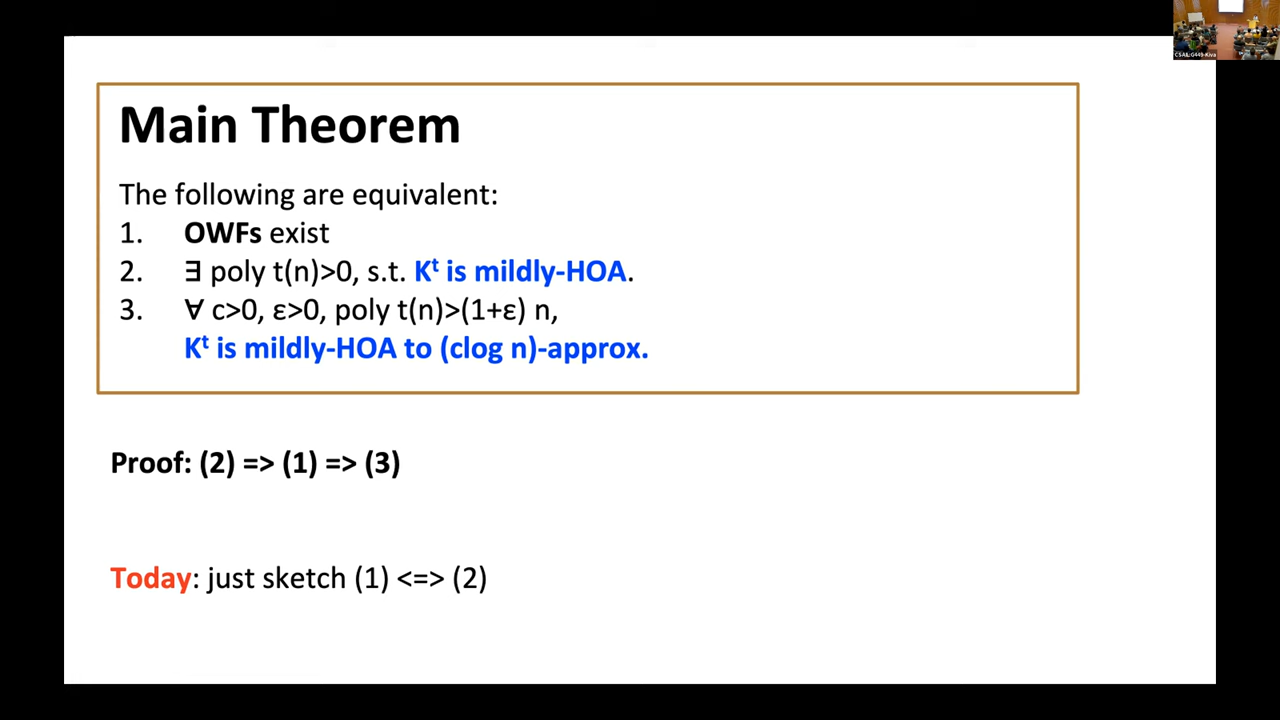 Main Theorem
The following are equivalent:
1. OWFs exist
2. ∃ poly t(n)>0, s.t. Kᵗ is mildly-HOA.
3. ∀ c>0, ε>0, poly t(n)>(1+ε) n,
Kᵗ is mildly-HOA to (clog n)-approx.
Proof: (2) => (1) => (3)
Today: just sketch (1) <=> (2)